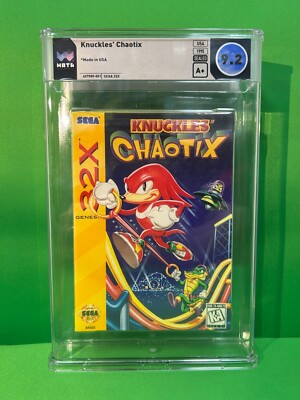 Knuckles' Chaotix
*Made in USA
WATA
USA
1995
SEALED
A+
9.2
SEGA
KNUCKLES'
CHAOTIX
32X
GENESIS
SEGA
K-A